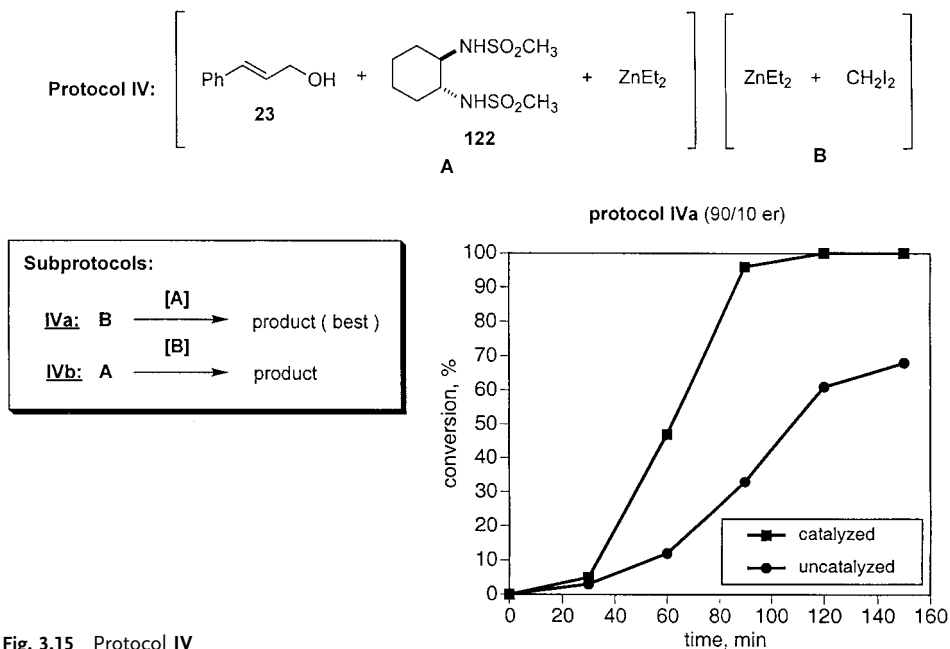 Protocol IV:
Ph OH
23
+
NHSO₂CH₃
NHSO₂CH₃
122
+ ZnEt₂
A
ZnEt₂ + CH₂I₂
B
Subprotocols:
IVa: B [A] product ( best )
IVb: A [B] product
protocol IVa (90/10 er)
conversion, %
100
90
80
70
60
50
40
30
20
10
0
catalyzed
uncatalyzed
0 20 40 60 80 100 120 140 160
time, min
Fig. 3.15 Protocol IV